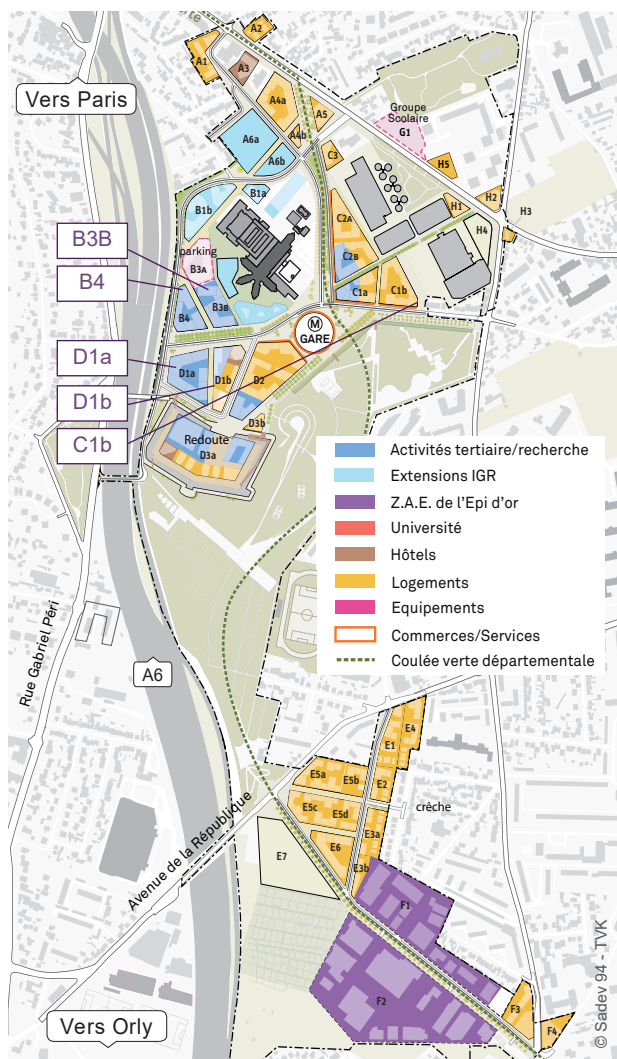 A2
A1
Vers Paris
A3
A4a
A5
Groupe
Scolaire
G1
A6a
A4b
A6b
C3
H5
B1a
H1
H2
H3
B1b
C2A
H4
B3B
parking
C2B
B3A
B4
C1a
C1b
B4
B3B
M
GARE
D1a
D1a
D1b
D2
D1b
D3b
Redoute
C1b
D3a
Activités tertiaire/recherche
Extensions IGR
Z.A.E. de l'Epi d'or
Université
Hôtels
Logements
Equipements
Commerces/Services
Coulée verte départementale
Rue Gabriel Péri
A6
E4
E1
E5a
E5b
E2
crèche
E5c
E5d
E3a
Avenue de la République
E6
E7
E3b
F1
F2
F3
F4
Vers Orly
© Sadev 94 - TVK